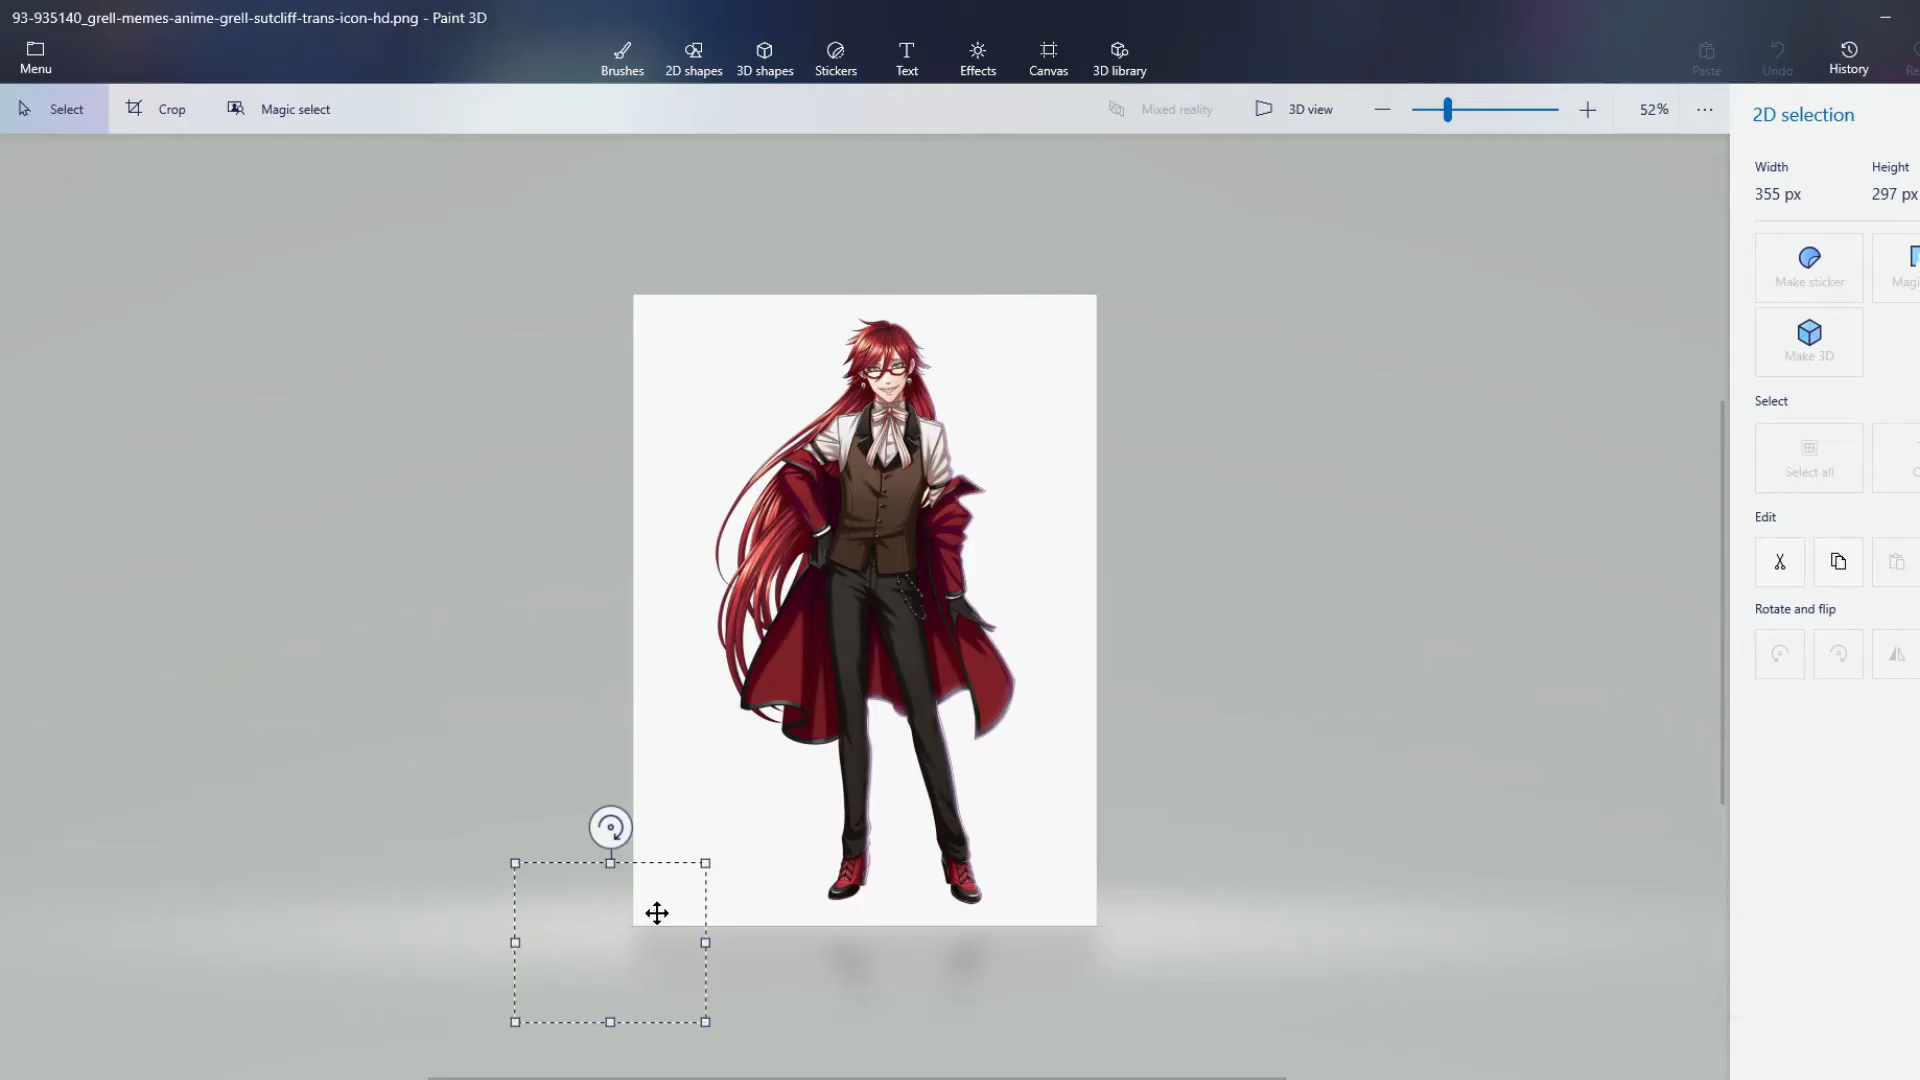 93-935140_grell-memes-anime-grell-sutcliff-trans-icon-hd.png - Paint 3D
Menu
Brushes
2D shapes
3D shapes
Stickers
Text
Effects
Canvas
3D library
Paste
Undo
History
Select
Crop
Magic select
Mixed reality
3D view
52%
2D selection
Width
Height
355 px
297 px
Make sticker
Make 3D
Select
Select all
Edit
Rotate and flip